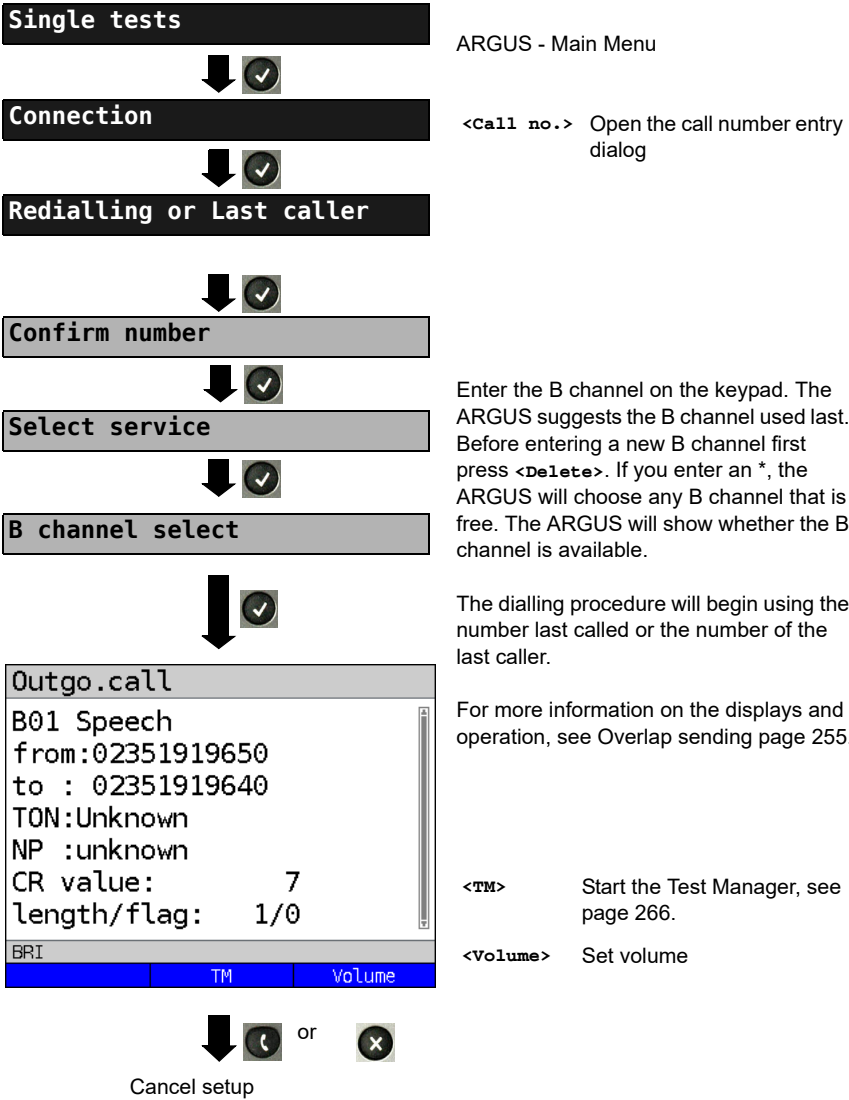 Single tests
ARGUS - Main Menu
Connection
<Call no.> Open the call number entry
dialog
Redialling or Last caller
Confirm number
Select service
B channel select
Enter the B channel on the keypad. The
ARGUS suggests the B channel used last.
Before entering a new B channel first
press <Delete>. If you enter an *, the
ARGUS will choose any B channel that is
free. The ARGUS will show whether the B
channel is available.
The dialling procedure will begin using the
number last called or the number of the
last caller.
For more information on the displays and
operation, see Overlap sending page 255.
Outgo.call
B01 Speech
from:02351919650
to : 02351919640
TON:Unknown
NP :unknown
CR value: 7
length/flag: 1/0
BRI
TM Volume
<TM> Start the Test Manager, see
page 266.
<Volume> Set volume
or
Cancel setup